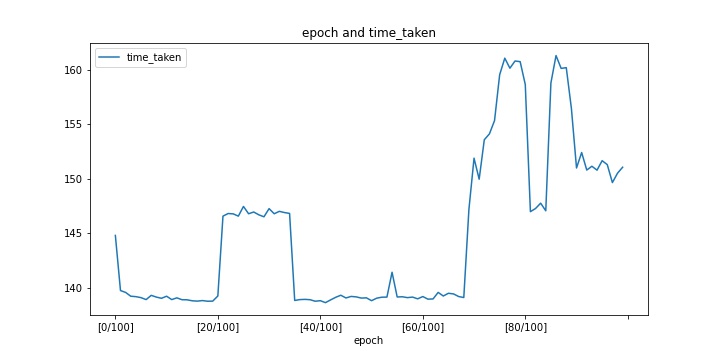 epoch and time_taken
time_taken
160
155
150
145
140
[0/100] [20/100] [40/100] [60/100] [80/100]
epoch